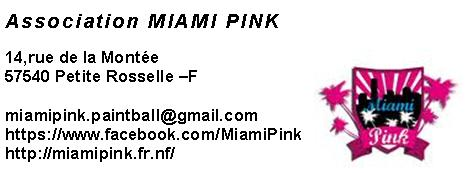 Association MIAMI PINK
14,rue de la Montée
57540 Petite Rosselle –F
miamipink.paintball@gmail.com
https://www.facebook.com/MiamiPink
http://miamipink.fr.nf/
Miami
Pink